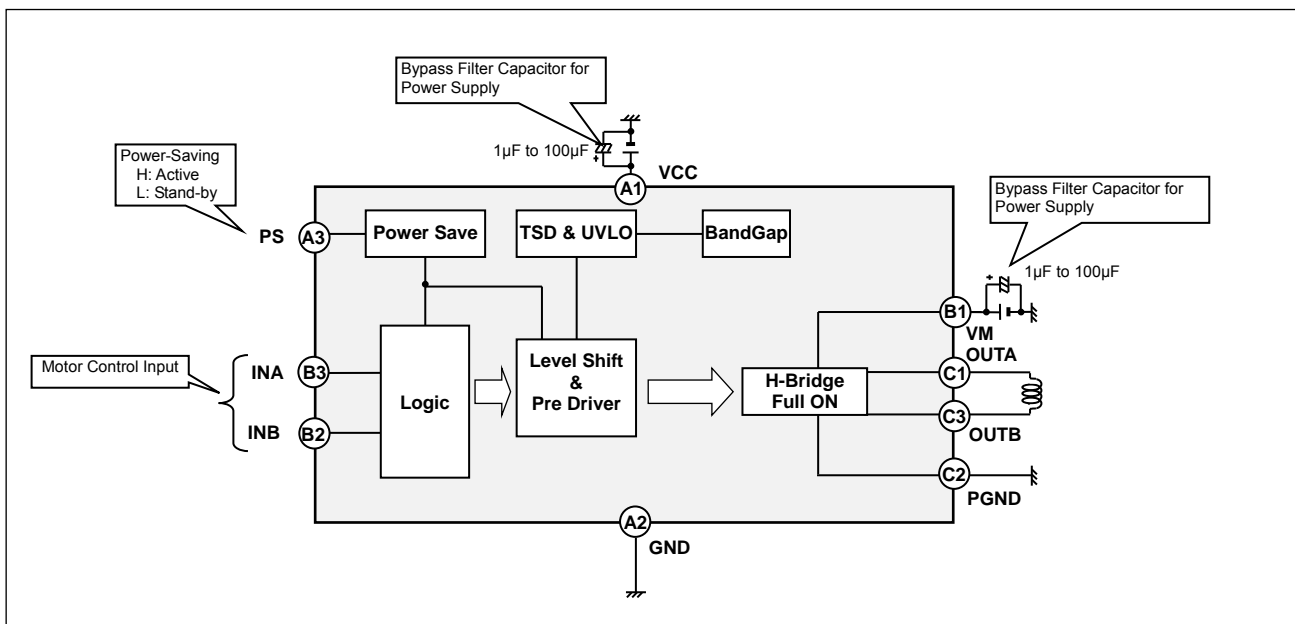 Bypass Filter Capacitor for
Power Supply
1µF to 100µF
VCC
A1
Power-Saving
H: Active
L: Stand-by
Bypass Filter Capacitor for
Power Supply
PS
A3
Power Save
TSD & UVLO
BandGap
+
1µF to 100µF
+
B1
VM
OUTA
Motor Control Input
INA
B3
Logic
Level Shift
&
Pre Driver
H-Bridge
Full ON
C1
INB
B2
C3
OUTB
C2
PGND
A2
GND